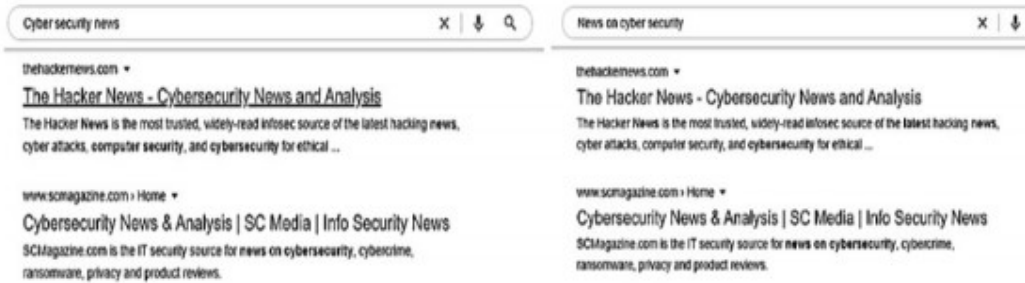 Cyber security news
thehackernews.com
The Hacker News - Cybersecurity News and Analysis
The Hacker News is the most trusted, widely-read infosec source of the latest hacking news,
cyber attacks, computer security, and cybersecurity for ethical ...
www.scmagazine.com › Home
Cybersecurity News & Analysis | SC Media | Info Security News
SCMagazine.com is the IT security source for news on cybersecurity, cybercrime,
ransomware, privacy and product reviews.
News on cyber security
thehackernews.com
The Hacker News - Cybersecurity News and Analysis
The Hacker News is the most trusted, widely-read infosec source of the latest hacking news,
cyber attacks, computer security, and cybersecurity for ethical ...
www.scmagazine.com › Home
Cybersecurity News & Analysis | SC Media | Info Security News
SCMagazine.com is the IT security source for news on cybersecurity, cybercrime,
ransomware, privacy and product reviews.